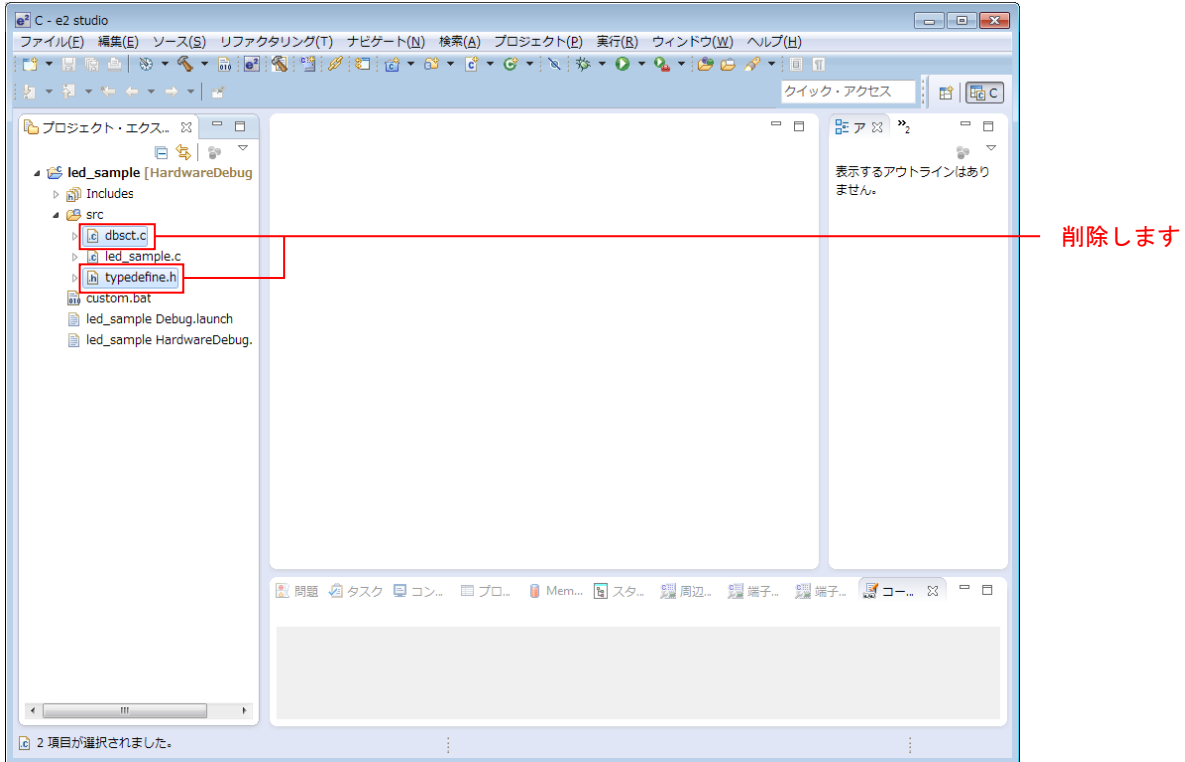 C - e2 studio
ファイル(F) 編集(E) ソース(S) リファクタリング(T) ナビゲート(N) 検索(A) プロジェクト(P) 実行(R) ウィンドウ(W) ヘルプ(H)
クイック・アクセス
C
プロジェクト・エクス...
ア
»2
led_sample [HardwareDebug
表示するアウトラインはあり
ません。
Includes
src
dbsct.c
削除します
led_sample.c
typedefine.h
custom.bat
led_sample Debug.launch
led_sample HardwareDebug.
問題 タスク コン... プロ... Mem... スタ... 周辺... 端子... 端子... コー...
2 項目が選択されました。